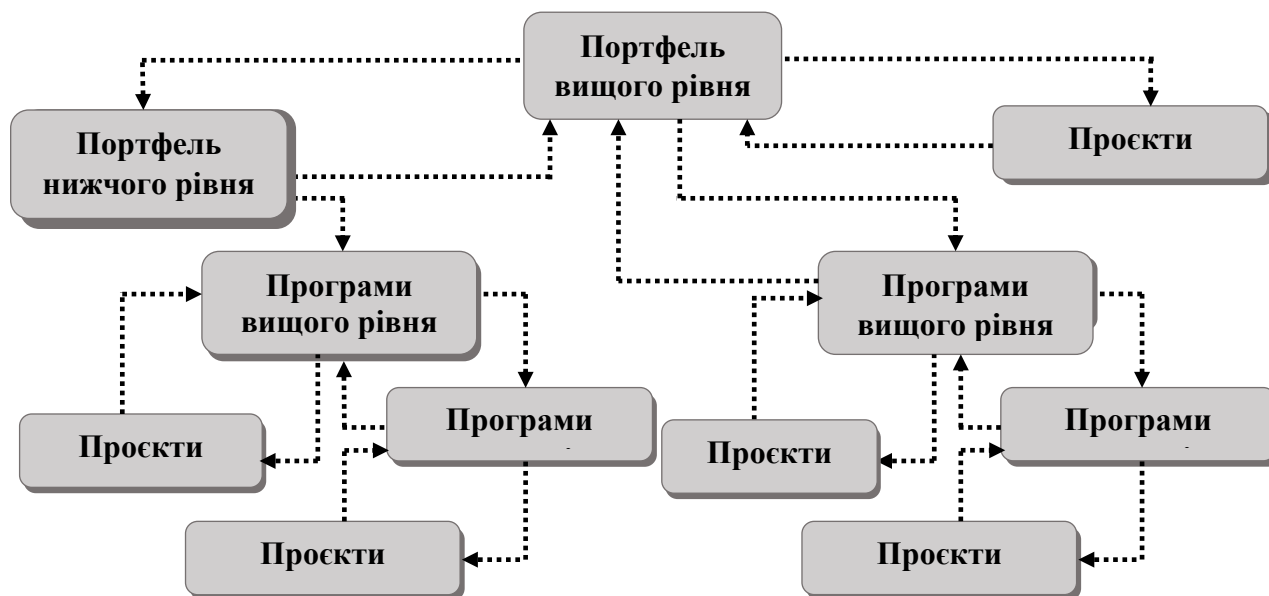 Портфель
вищого рівня
Проєкти
Портфель
нижчого рівня
Програми
вищого рівня
Програми
вищого рівня
Програми
Програми
Проєкти
Проєкти
Проєкти
Проєкти